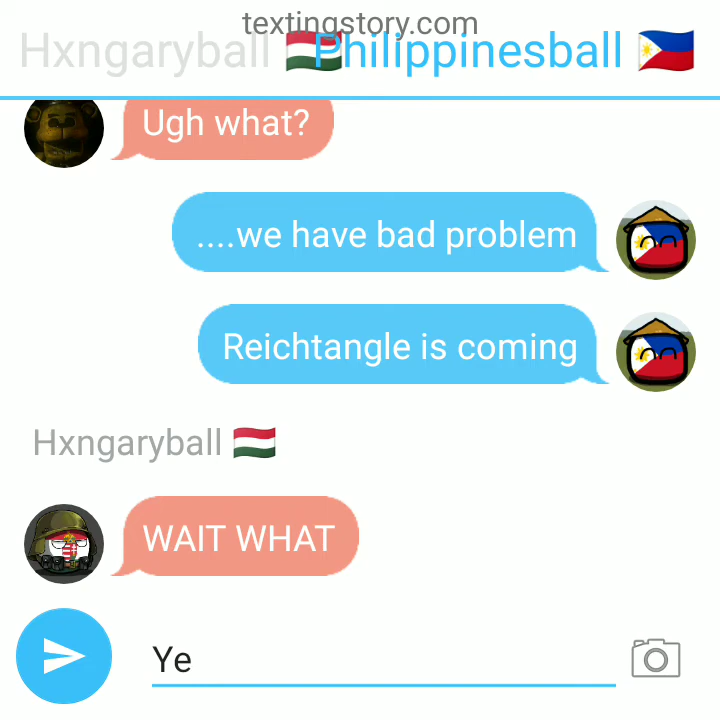 textingstory.com
Hxngaryball 🇭🇺 Philippinesball 🇵🇭
Ugh what?
....we have bad problem
Reichtangle is coming
Hxngaryball 🇭🇺
WAIT WHAT
Ye